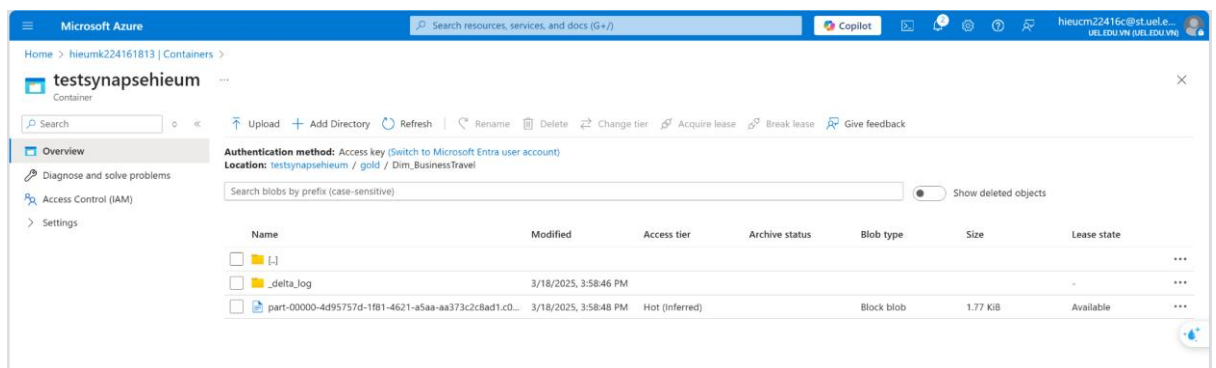 Microsoft Azure
Search resources, services, and docs (G+/)
Copilot
2
hieucm22416c@st.uel.e...
UEL.EDU.VN (UEL.EDU.VN)
Home > hieumk224161813 | Containers >
testsynapsehieum ...
Container
Search
Upload Add Directory Refresh Rename Delete Change tier Acquire lease Break lease Give feedback
Overview
Diagnose and solve problems
Access Control (IAM)
Settings
Authentication method: Access key (Switch to Microsoft Entra user account)
Location: testsynapsehieum / gold / Dim_BusinessTravel
Search blobs by prefix (case-sensitive)
Show deleted objects
Name Modified Access tier Archive status Blob type Size Lease state
[..]
_delta_log 3/18/2025, 3:58:46 PM -
part-00000-4d95757d-1f81-4621-a5aa-aa373c2c8ad1.c0... 3/18/2025, 3:58:48 PM Hot (Inferred) Block blob 1.77 KiB Available